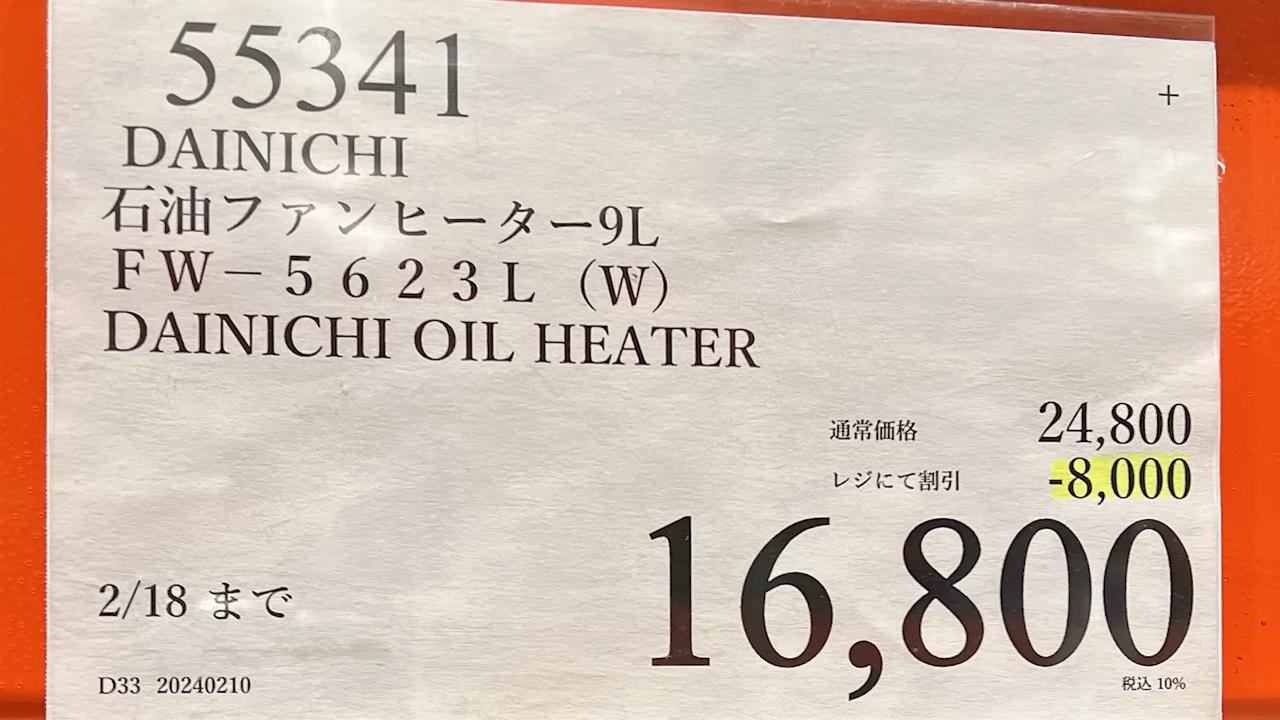 55341
+
DAINICHI
石油ファンヒーター9L
ＦＷ－５６２３Ｌ（W）
DAINICHI OIL HEATER
通常価格 24,800
レジにて割引 -8,000
16,800
2/18 まで
D33 20240210
税込 10%